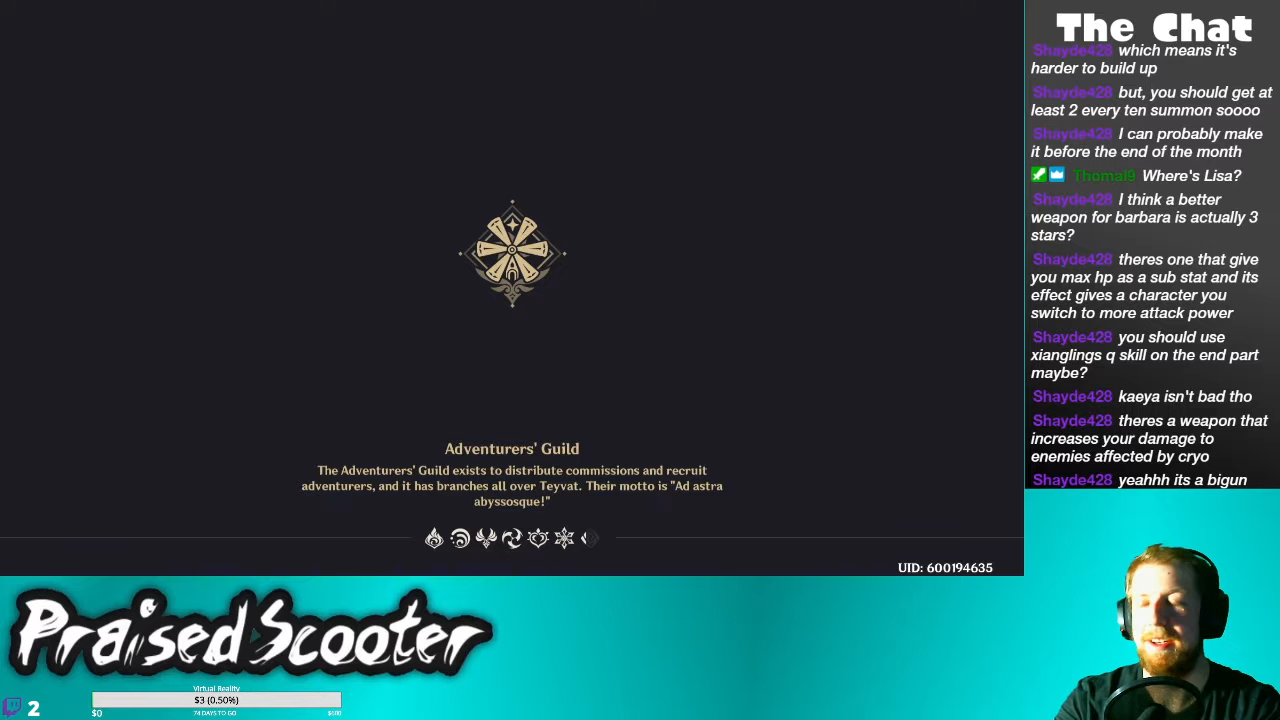 The Chat
Shayde428 which means it's
harder to build up
Shayde428 but, you should get at
least 2 every ten summon soooo
Shayde428 I can probably make
it before the end of the month
Thomal9 Where's Lisa?
Shayde428 I think a better
weapon for barbara is actually 3
stars?
Shayde428 theres one that give
you max hp as a sub stat and its
effect gives a character you
switch to more attack power
Shayde428 you should use
xianglings q skill on the end part
maybe?
Shayde428 kaeya isn't bad tho
Shayde428 theres a weapon that
increases your damage to
enemies affected by cryo
Shayde428 yeahhh its a bigun
Adventurers' Guild
The Adventurers' Guild exists to distribute commissions and recruit
adventurers, and it has branches all over Teyvat. Their motto is "Ad astra
abyssosque!"
UID: 600194635
PraisedScooter
Virtual Reality
$3 (0.50%)
$0
74 DAYS TO GO
$600
2